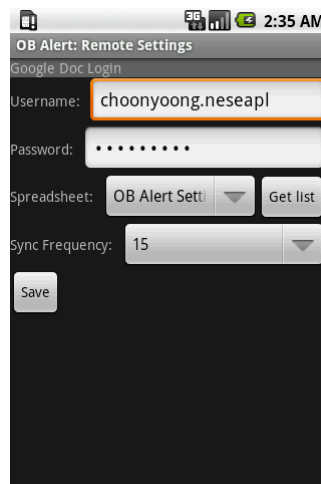 3G 2:35 AM
OB Alert: Remote Settings
Google Doc Login
Username: choonyoong.neseapl
Password: •••••••••
Spreadsheet: OB Alert Setti Get list
Sync Frequency: 15
Save